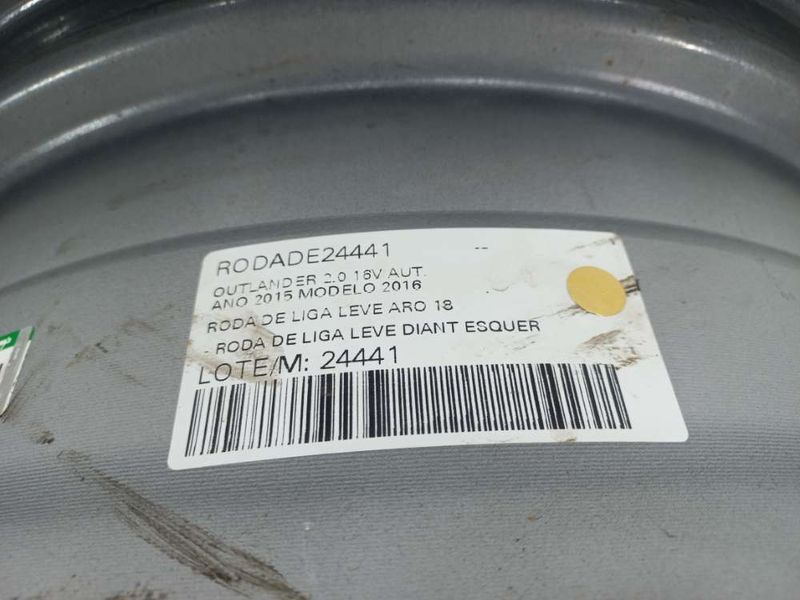 RODADE24441
OUTLANDER 2.0 16V AUT.
ANO 2015 MODELO 2016
RODA DE LIGA LEVE ARO 18
RODA DE LIGA LEVE DIANT ESQUER
LOTE/M: 24441